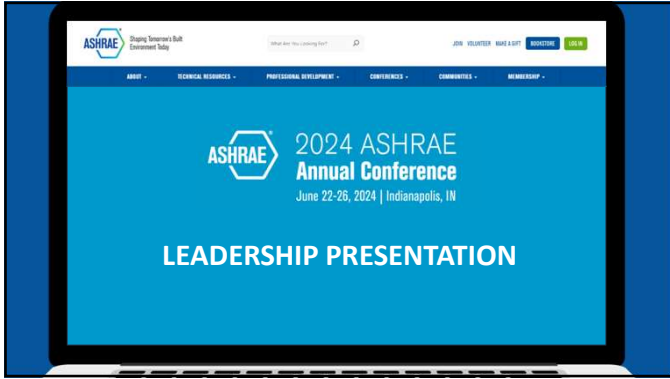 ASHRAE
Shaping Tomorrow's Built
Environment Today
What Are You Looking For?
JOIN VOLUNTEER MAKE A GIFT BOOKSTORE LOG IN
ABOUT TECHNICAL RESOURCES PROFESSIONAL DEVELOPMENT CONFERENCES COMMUNITIES MEMBERSHIP
ASHRAE
2024 ASHRAE
Annual Conference
June 22-26, 2024 | Indianapolis, IN
LEADERSHIP PRESENTATION